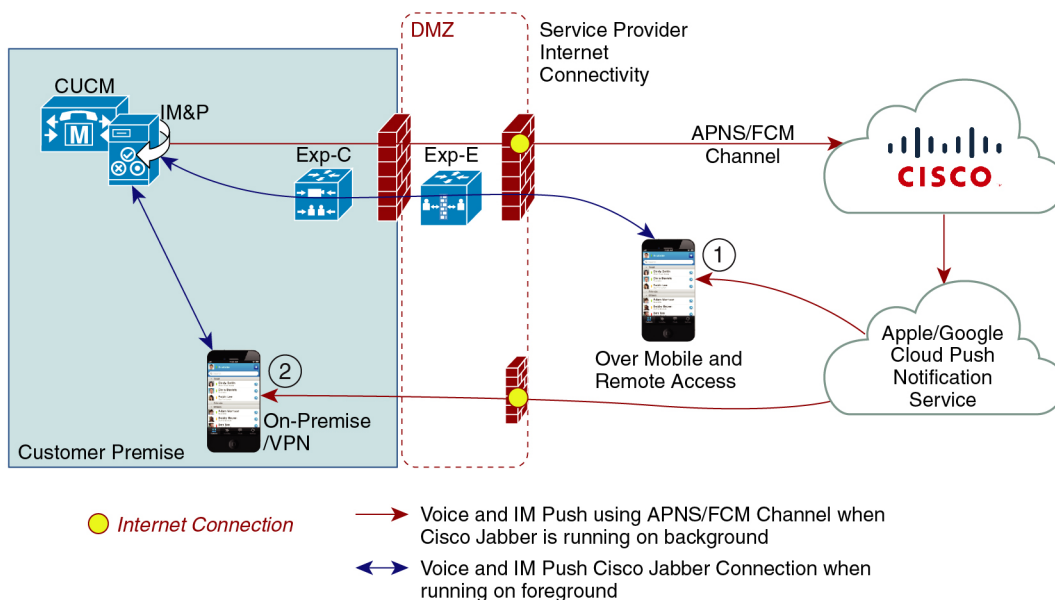 DMZ
Service Provider
Internet
Connectivity
CUCM
M
IM&P
Exp-C
Exp-E
APNS/FCM
Channel
CISCO
1
Over Mobile and
Remote Access
Apple/Google
Cloud Push
Notification
Service
2
On-Premise
/VPN
Customer Premise
Internet Connection
Voice and IM Push using APNS/FCM Channel when
Cisco Jabber is running on background
Voice and IM Push Cisco Jabber Connection when
running on foreground